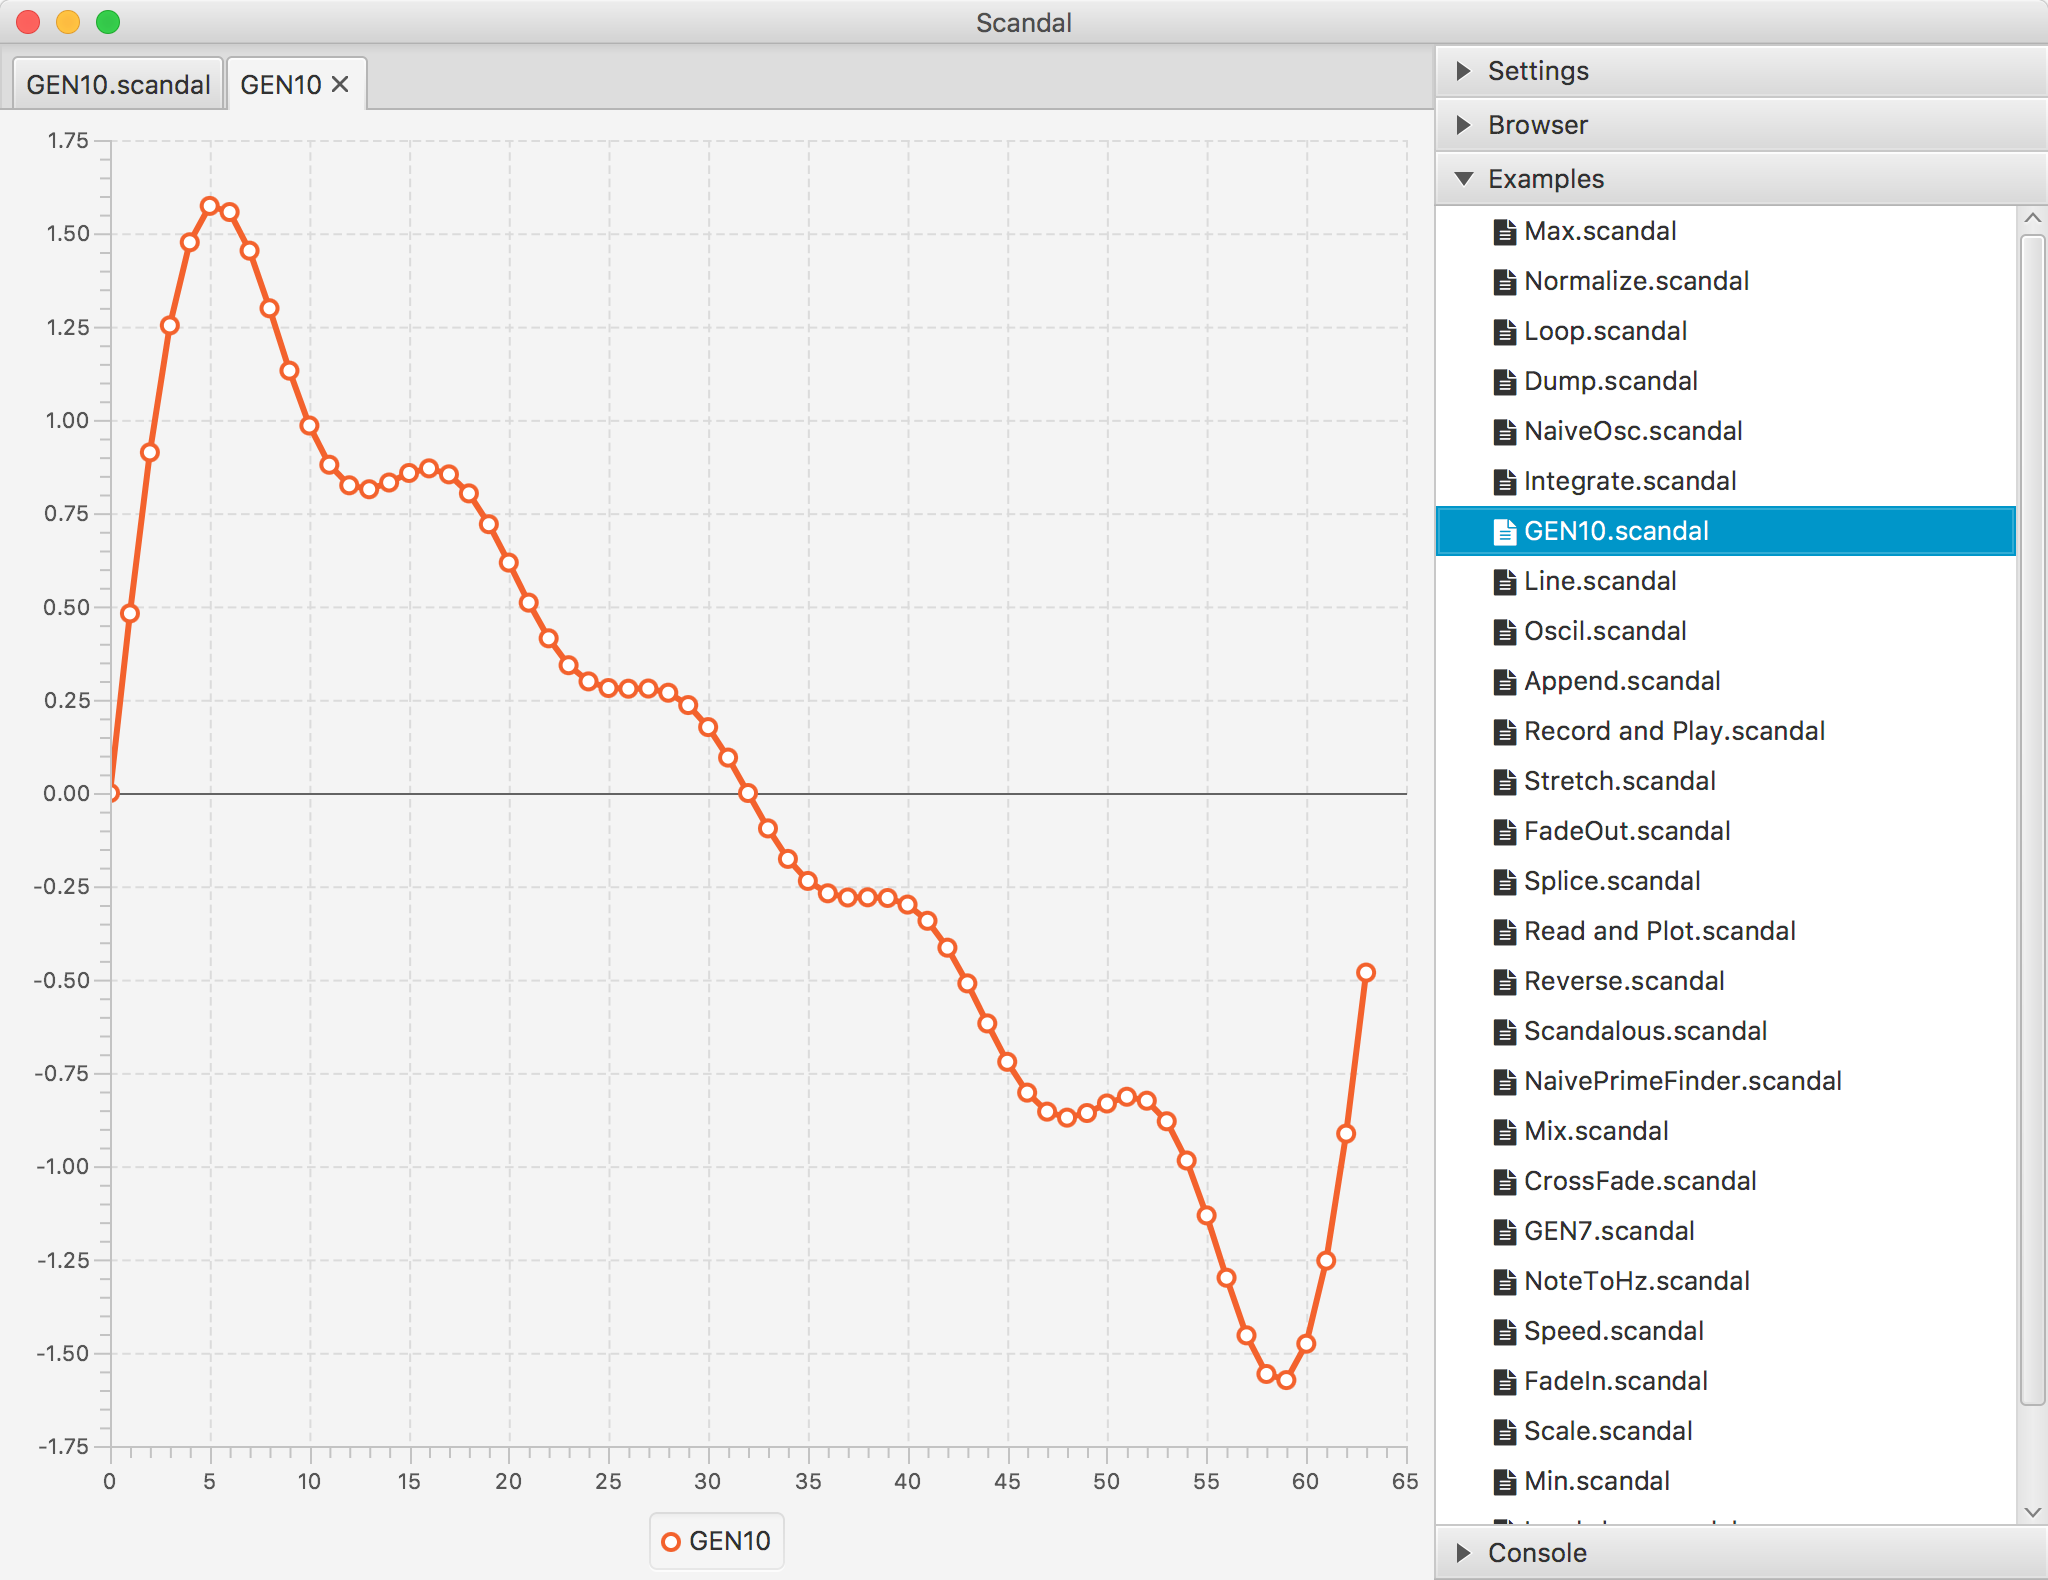 Scandal
GEN10.scandal
GEN10
1.75
1.50
1.25
1.00
0.75
0.50
0.25
0.00
-0.25
-0.50
-0.75
-1.00
-1.25
-1.50
-1.75
0 5 10 15 20 25 30 35 40 45 50 55 60 65
GEN10
Settings
Browser
Examples
Max.scandal
Normalize.scandal
Loop.scandal
Dump.scandal
NaiveOsc.scandal
Integrate.scandal
GEN10.scandal
Line.scandal
Oscil.scandal
Append.scandal
Record and Play.scandal
Stretch.scandal
FadeOut.scandal
Splice.scandal
Read and Plot.scandal
Reverse.scandal
Scandalous.scandal
NaivePrimeFinder.scandal
Mix.scandal
CrossFade.scandal
GEN7.scandal
NoteToHz.scandal
Speed.scandal
FadeIn.scandal
Scale.scandal
Min.scandal
Console